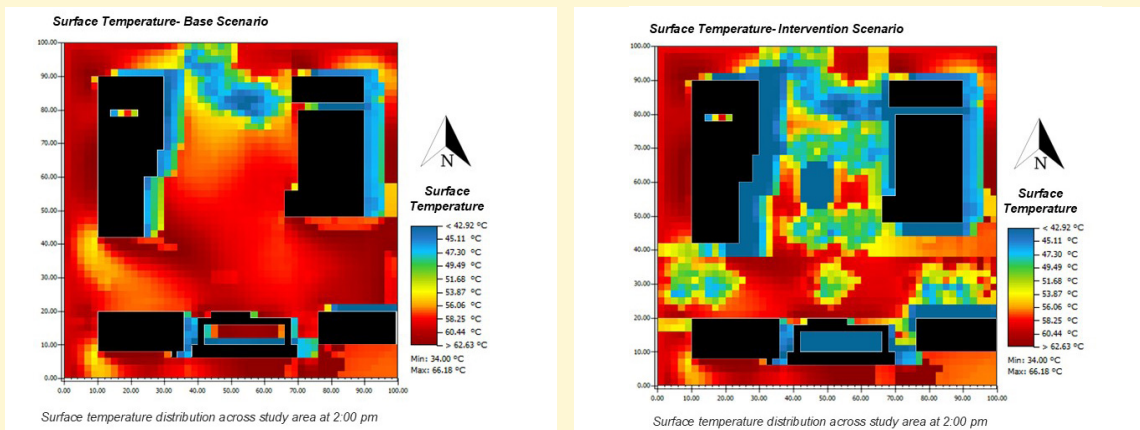 Surface Temperature- Base Scenario
100.00
90.00
80.00
70.00
60.00
50.00
40.00
30.00
20.00
10.00
0.00
0.00 10.00 20.00 30.00 40.00 50.00 60.00 70.00 80.00 90.00 100.00
N
Surface
Temperature
< 42.92 °C
45.11 °C
47.30 °C
49.49 °C
51.68 °C
53.87 °C
56.06 °C
58.25 °C
60.44 °C
> 62.63 °C
Min: 34.00 °C
Max: 66.18 °C
Surface temperature distribution across study area at 2:00 pm
Surface Temperature- Intervention Scenario
100.00
90.00
80.00
70.00
60.00
50.00
40.00
30.00
20.00
10.00
0.00
0.00 10.00 20.00 30.00 40.00 50.00 60.00 70.00 80.00 90.00 100.00
N
Surface
Temperature
< 42.92 °C
45.11 °C
47.30 °C
49.49 °C
51.68 °C
53.87 °C
56.06 °C
58.25 °C
60.44 °C
> 62.63 °C
Min: 34.00 °C
Max: 66.18 °C
Surface temperature distribution across study area at 2:00 pm